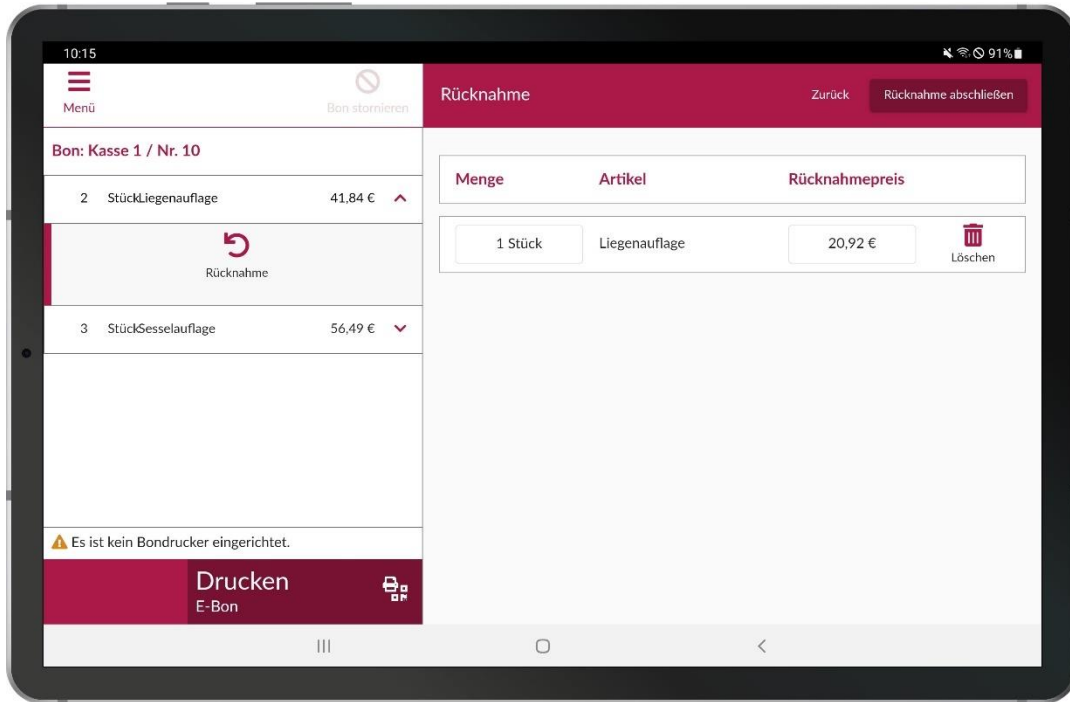 10:15
91%
Menü
Bon stornieren
Rücknahme
Zurück
Rücknahme abschließen
Bon: Kasse 1 / Nr. 10
2 StückLiegenauflage 41,84 €
Rücknahme
3 StückSesselauflage 56,49 €
Es ist kein Bondrucker eingerichtet.
Drucken
E-Bon
Menge Artikel Rücknahmepreis
1 Stück Liegenauflage 20,92 €
Löschen